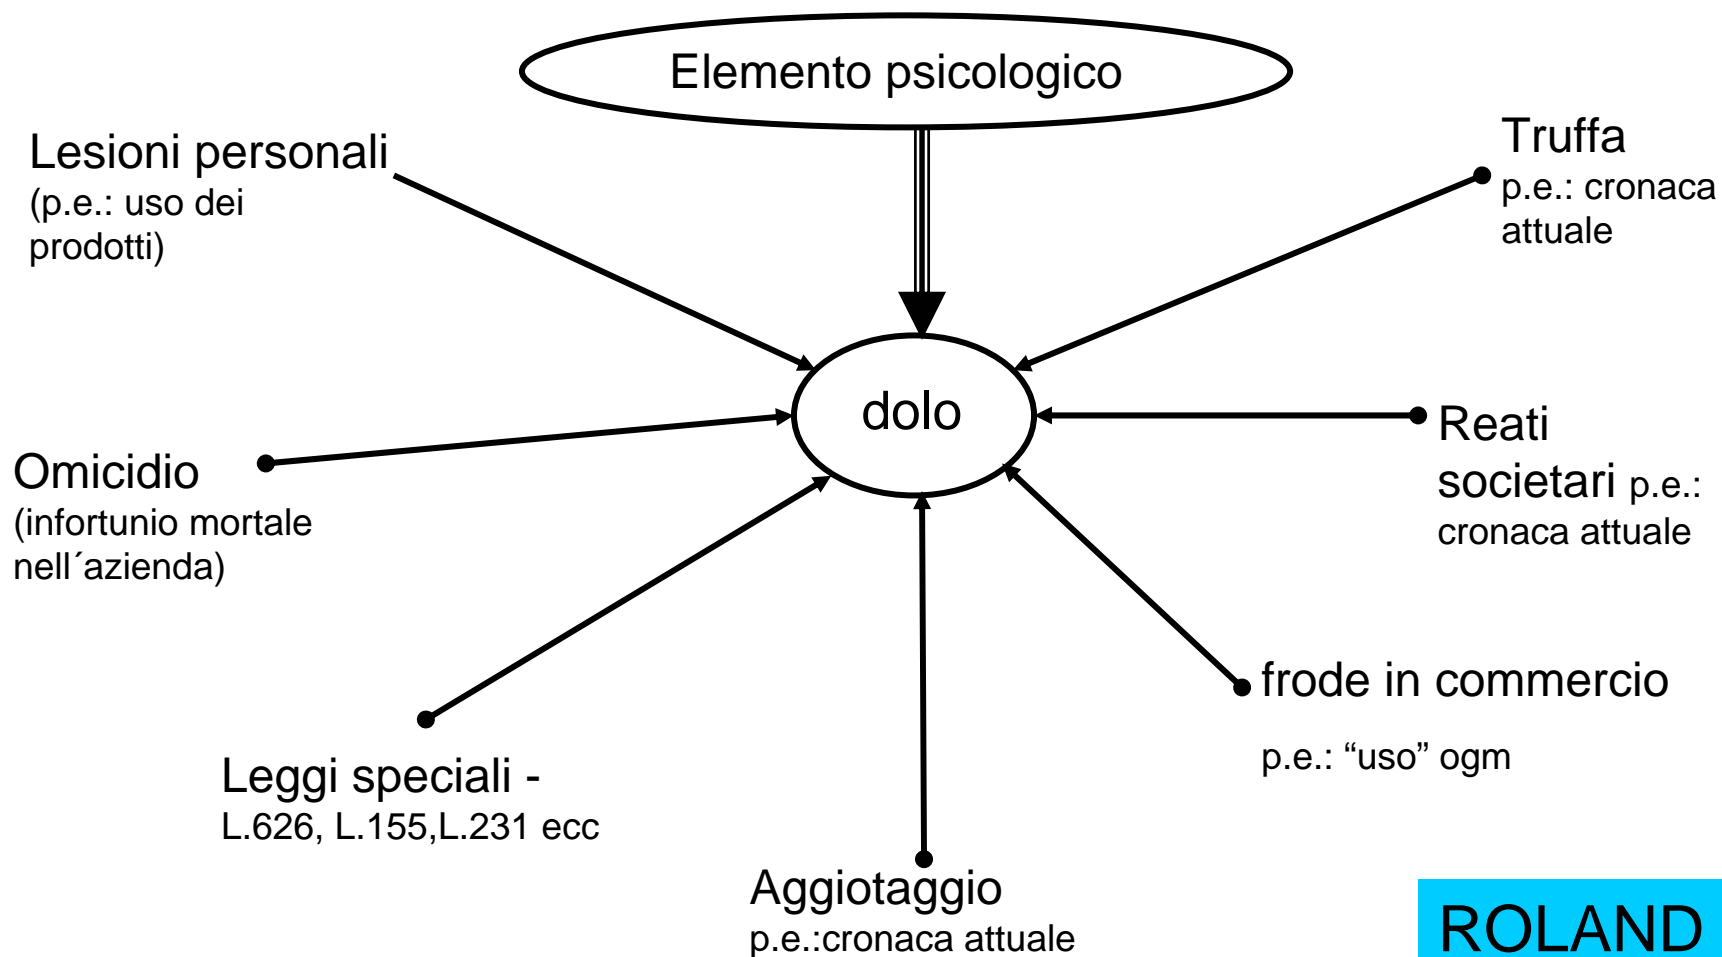 Elemento psicologico
Lesioni personali
(p.e.: uso dei
prodotti)
Truffa
p.e.: cronaca
attuale
dolo
Reati
societari p.e.:
cronaca attuale
Omicidio
(infortunio mortale
nell´azienda)
frode in commercio
p.e.: “uso” ogm
Leggi speciali -
L.626, L.155,L.231 ecc
Aggiotaggio
p.e.:cronaca attuale
ROLAND